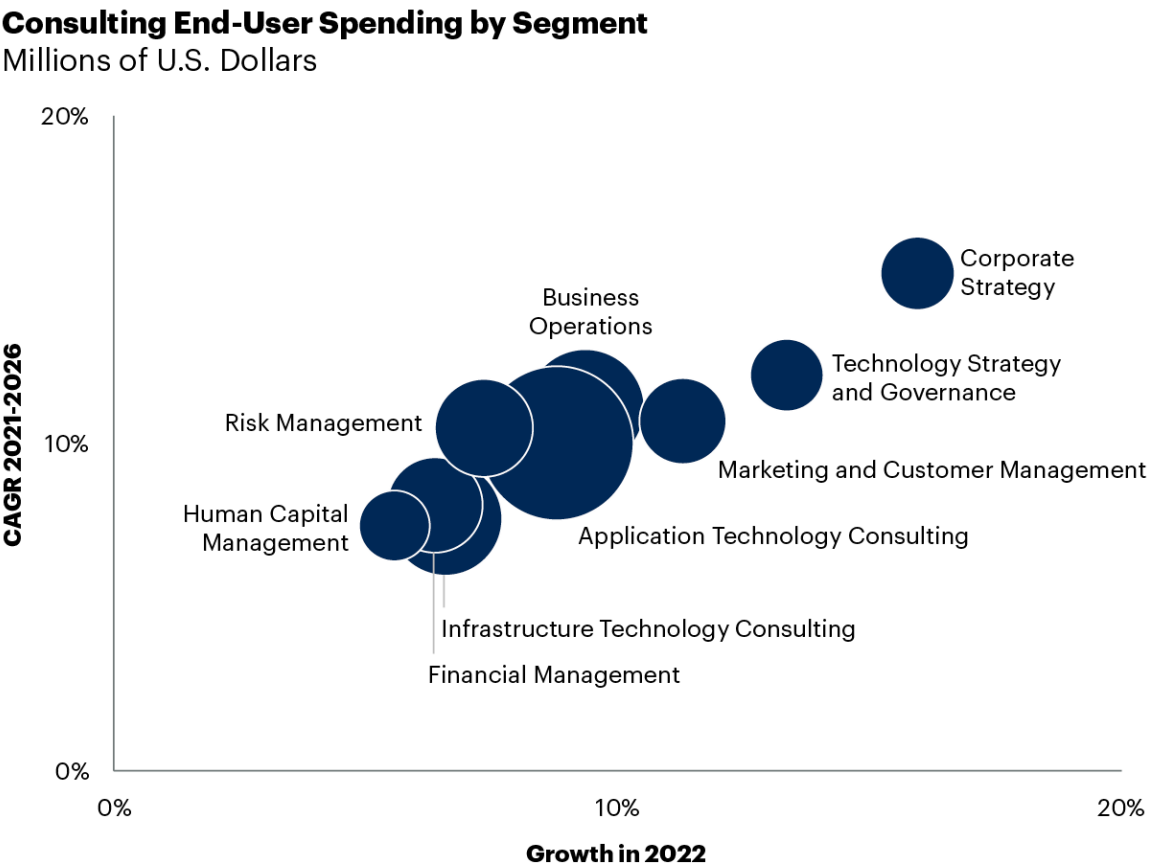 Consulting End-User Spending by Segment
Millions of U.S. Dollars
20%
Corporate
Strategy
Business
Operations
Technology Strategy
and Governance
Risk Management
10%
CAGR 2021-2026
Marketing and Customer Management
Human Capital
Management
Application Technology Consulting
Infrastructure Technology Consulting
Financial Management
0%
0%
10%
20%
Growth in 2022